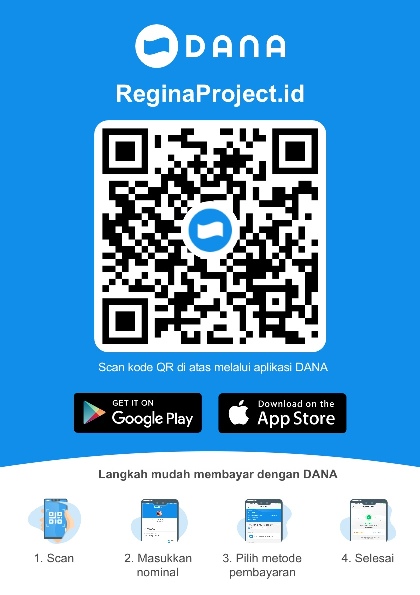 DANA
ReginaProject.id
Scan kode QR di atas melalui aplikasi DANA
GET IT ON
Google Play
Download on the
App Store
Langkah mudah membayar dengan DANA
1. Scan
2. Masukkan
nominal
3. Pilih metode
pembayaran
4. Selesai